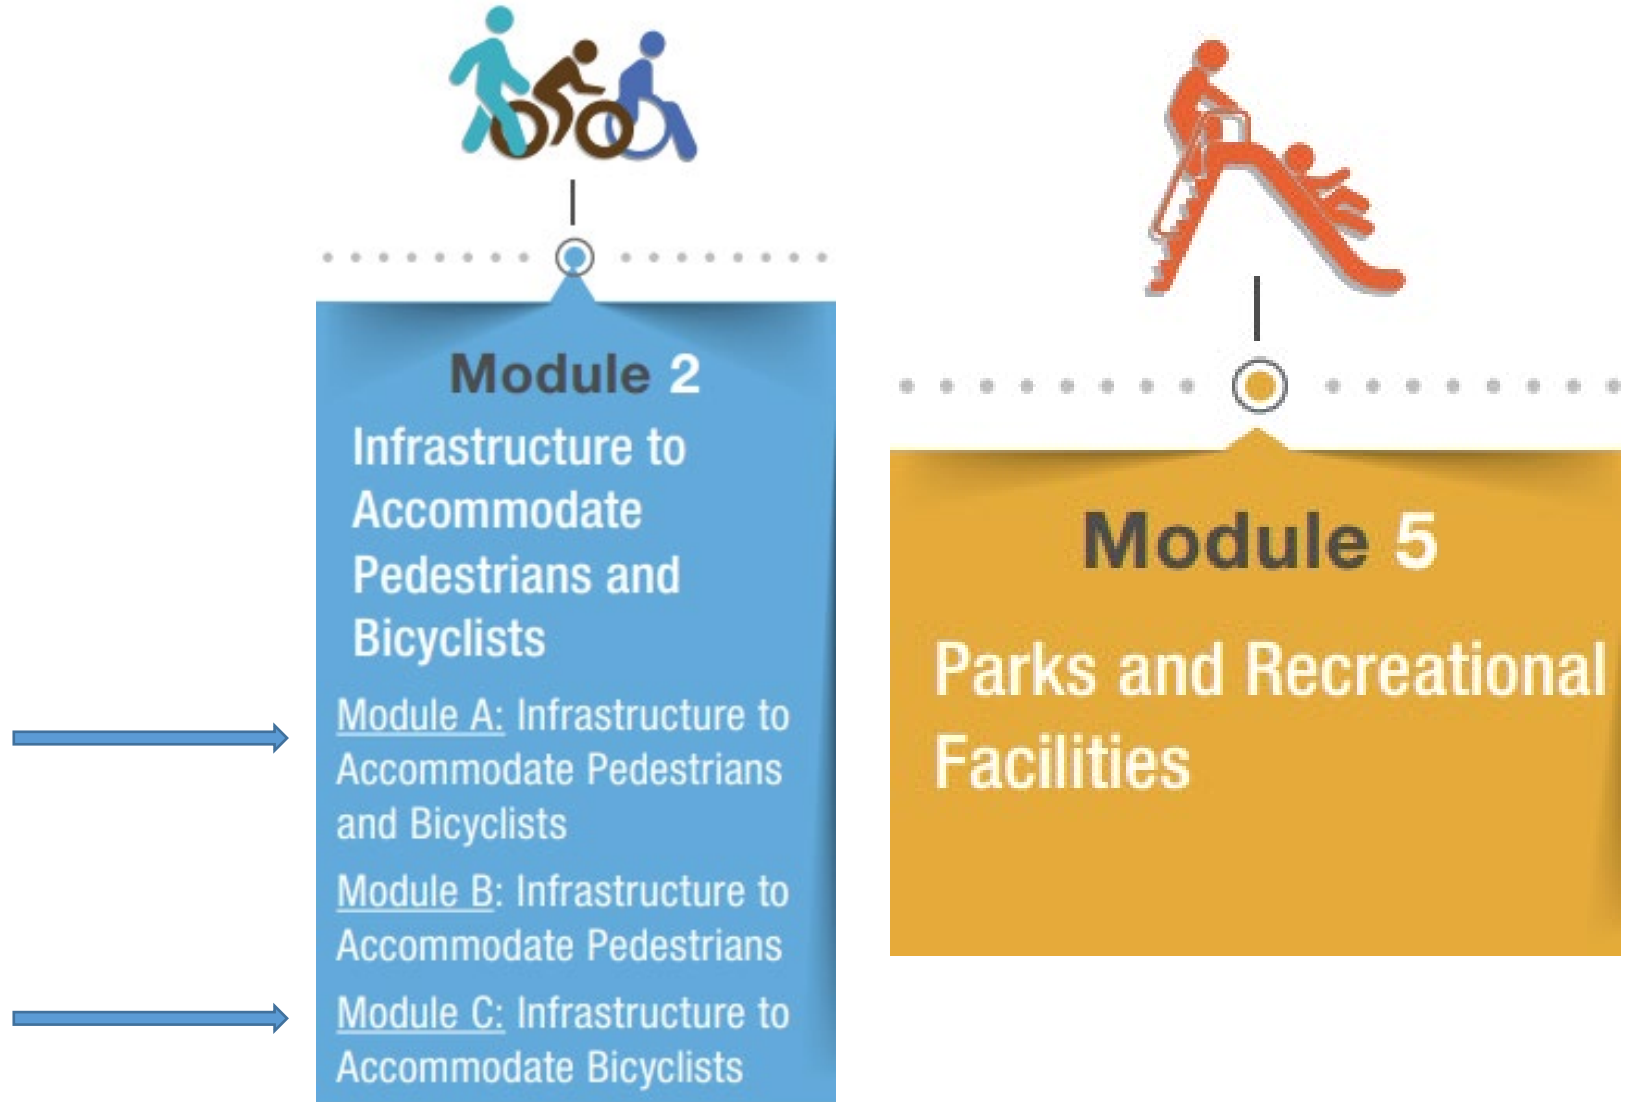 Module 2
Infrastructure to
Accommodate
Pedestrians and
Bicyclists
Module A: Infrastructure to
Accommodate Pedestrians
and Bicyclists
Module B: Infrastructure to
Accommodate Pedestrians
Module C: Infrastructure to
Accommodate Bicyclists
Module 5
Parks and Recreational
Facilities